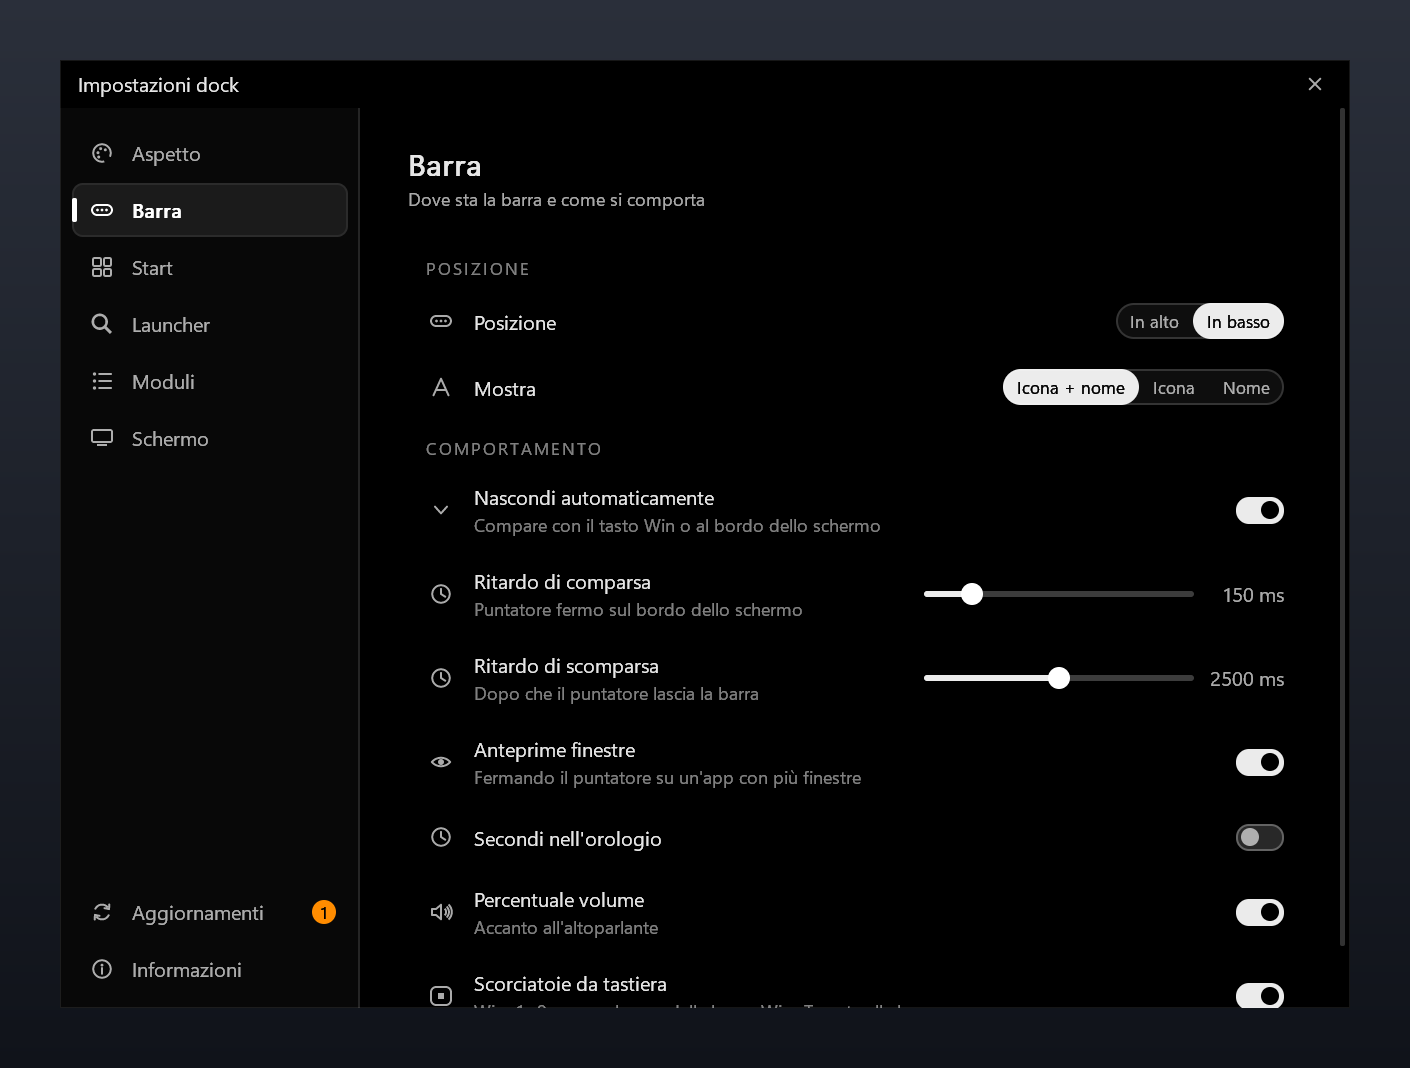 Impostazioni dock
Aspetto
Barra
Start
Launcher
Moduli
Schermo
Aggiornamenti 1
Informazioni
Barra
Dove sta la barra e come si comporta
POSIZIONE
Posizione In alto In basso
Mostra Icona + nome Icona Nome
COMPORTAMENTO
Nascondi automaticamente
Compare con il tasto Win o al bordo dello schermo
Ritardo di comparsa 150 ms
Puntatore fermo sul bordo dello schermo
Ritardo di scomparsa 2500 ms
Dopo che il puntatore lascia la barra
Anteprime finestre
Fermando il puntatore su un'app con più finestre
Secondi nell'orologio
Percentuale volume
Accanto all'altoparlante
Scorciatoie da tastiera